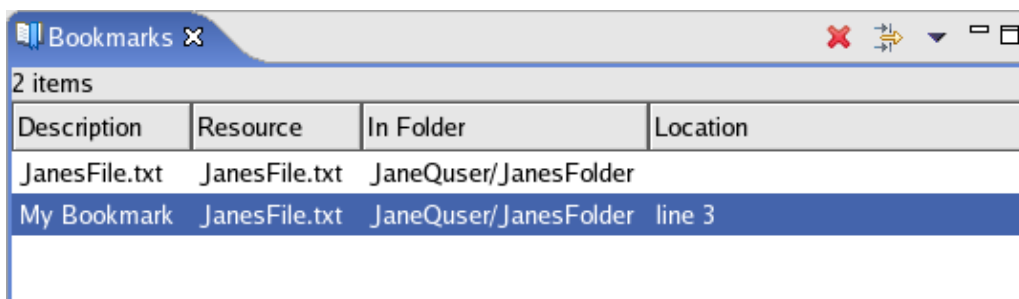 Bookmarks
2 items
Description Resource In Folder Location
JanesFile.txt JanesFile.txt JaneQuser/JanesFolder
My Bookmark JanesFile.txt JaneQuser/JanesFolder line 3